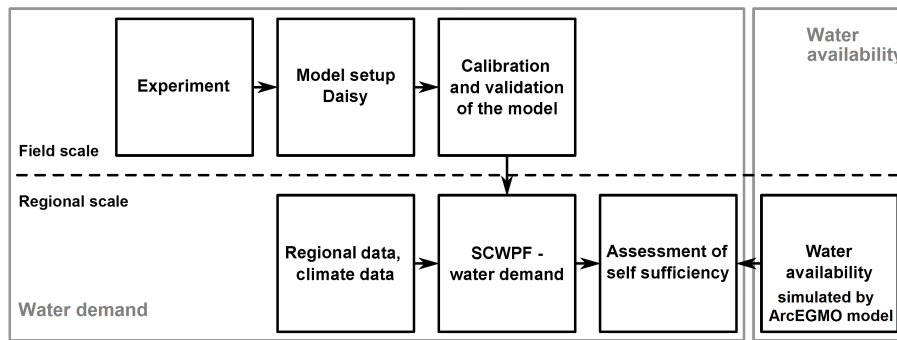 Water
availability
Experiment
Model setup
Daisy
Calibration
and validation
of the model
Field scale
Regional scale
Regional data,
climate data
SCWPF -
water demand
Assessment of
self sufficiency
Water
availability
simulated by
ArcEGMO model
Water demand